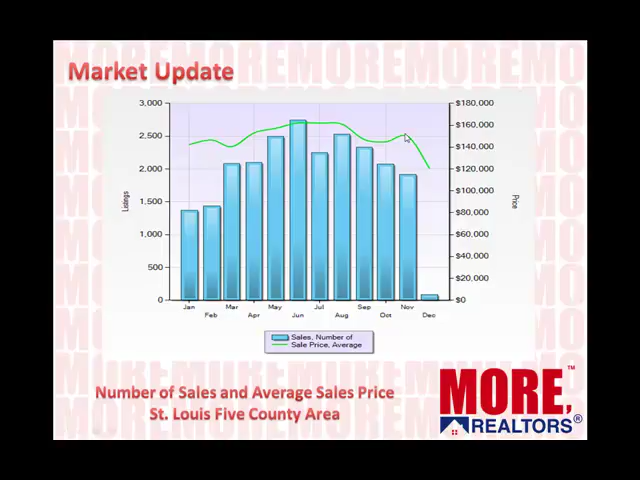 Market Update
3,000
2,500
2,000
1,500
1,000
500
0
Listings
$180,000
$160,000
$140,000
$120,000
$100,000
$80,000
$60,000
$40,000
$20,000
$0
Price
Jan
Feb
Mar
Apr
May
Jun
Jul
Aug
Sep
Oct
Nov
Dec
Sales, Number of
Sale Price, Average
Number of Sales and Average Sales Price
St. Louis Five County Area
MORE,™
REALTORS®